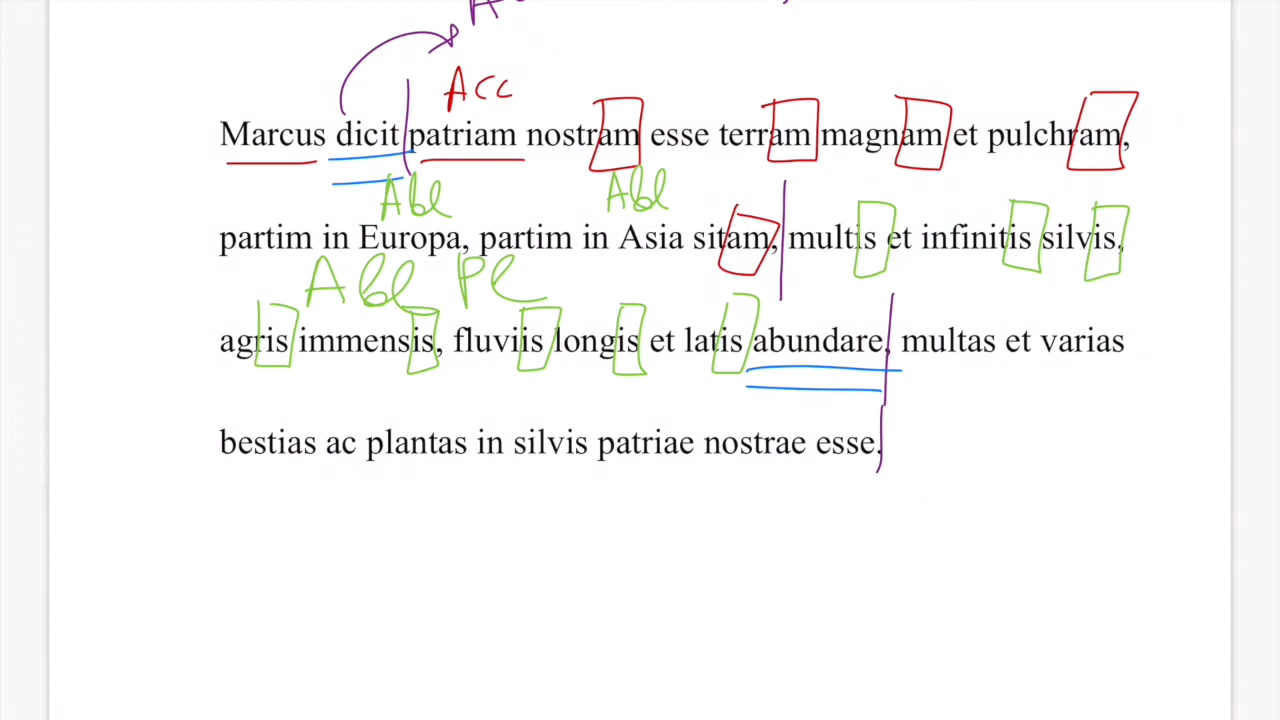 Acc
Marcus dicit patriam nostram esse terram magnam et pulchram,
Abl Abl
partim in Europa, partim in Asia sitam, multis et infinitis silvis,
Abl Pl
agris immensis, fluviis longis et latis abundare, multas et varias
bestias ac plantas in silvis patriae nostrae esse.